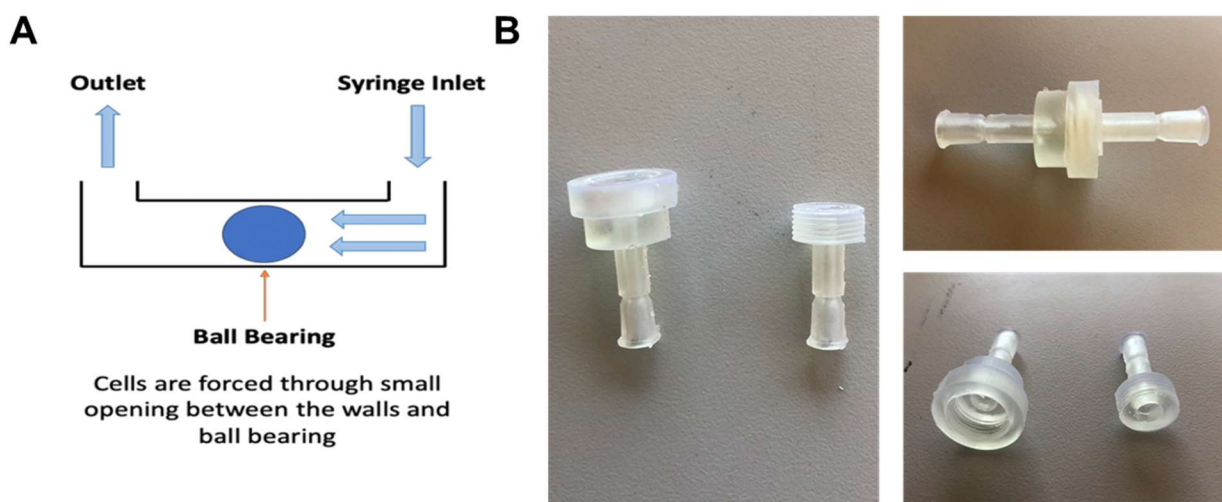 A
B
Outlet
Syringe Inlet
Ball Bearing
Cells are forced through small
opening between the walls and
ball bearing